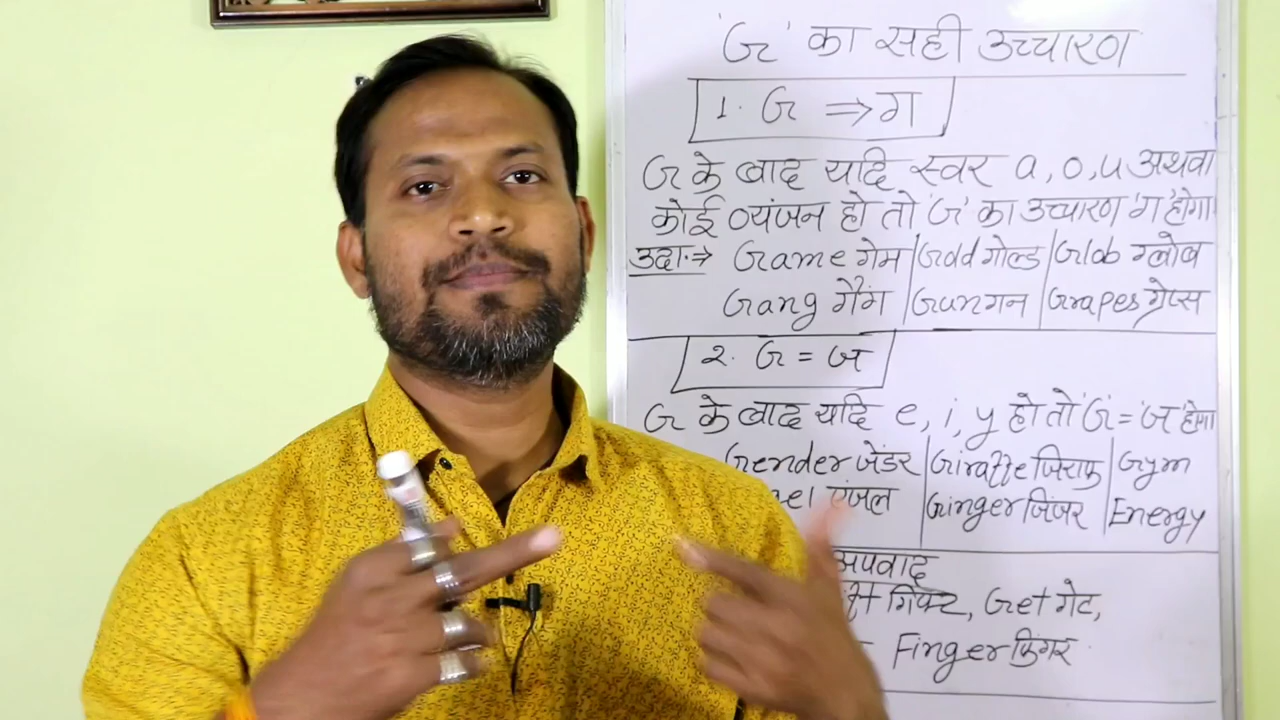 'G' का सही उच्चारण
1. G ⇒ ग
G के बाद यदि स्वर a, o, u अथवा
कोई व्यंजन हो तो 'G' का उच्चारण 'ग' होगा
उदा.→ Game गेम | Gold गोल्ड | Glob ग्लोब
Gang गैंग | Gun गन | Grapes ग्रेप्स
2. G = ज
G के बाद यदि e, i, y हो तो 'G' = 'ज' होगा
Gender जेंडर | Giraffe जिराफ | Gym
एंजल | Ginger जिंजर | Energy
अपवाद
गिफ्ट, Get गेट,
Finger फिंगर